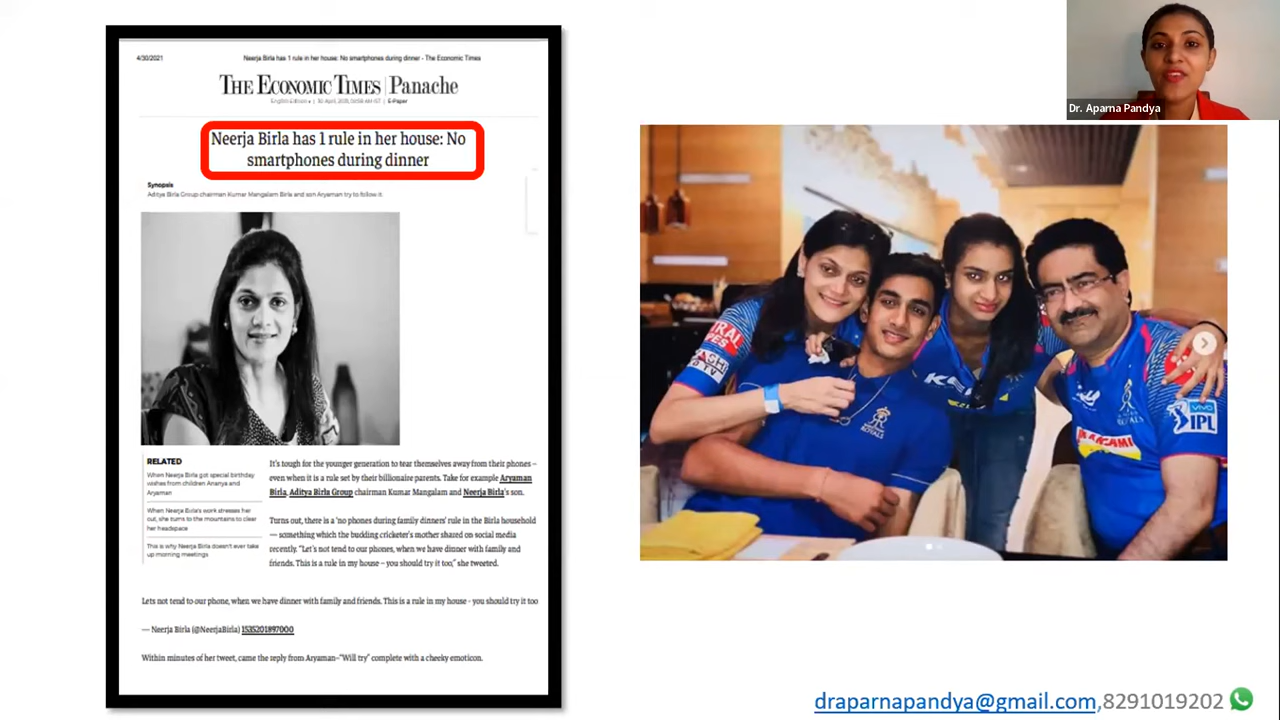 4/30/2021
Neerja Birla has 1 rule in her house: No smartphones during dinner - The Economic Times
THE ECONOMIC TIMES | Panache
English Edition
E-Paper
Neerja Birla has 1 rule in her house: No
smartphones during dinner
Synopsis
Aditya Birla Group chairman Kumar Mangalam Birla and son Aryaman try to follow it.
RELATED
When Neerja Birla got special birthday
wishes from children Ananya and
Aryaman
When Neerja Birla's work stresses her
out, she turns to the mountains to clear
her headspace
This is why Neerja Birla doesn't ever take
up morning meetings
It's tough for the younger generation to tear themselves away from their phones –
even when it is a rule set by their billionaire parents. Take for example Aryaman
Birla, Aditya Birla Group chairman Kumar Mangalam and Neerja Birla's son.
Turns out, there is a 'no phones during family dinners' rule in the Birla household
— something which the budding cricketer's mother shared on social media
recently. "Let's not tend to our phones, when we have dinner with family and
friends. This is a rule in my house – you should try it too," she tweeted.
Lets not tend to our phone, when we have dinner with family and friends. This is a rule in my house - you should try it too
— Neerja Birla (@NeerjaBirla) 1535201897000
Within minutes of her tweet, came the reply from Aryaman–"Will try" complete with a cheeky emoticon.
Dr. Aparna Pandya
ROYALS
VIVO
IPL
ROYALS
draparnapandya@gmail.com,8291019202